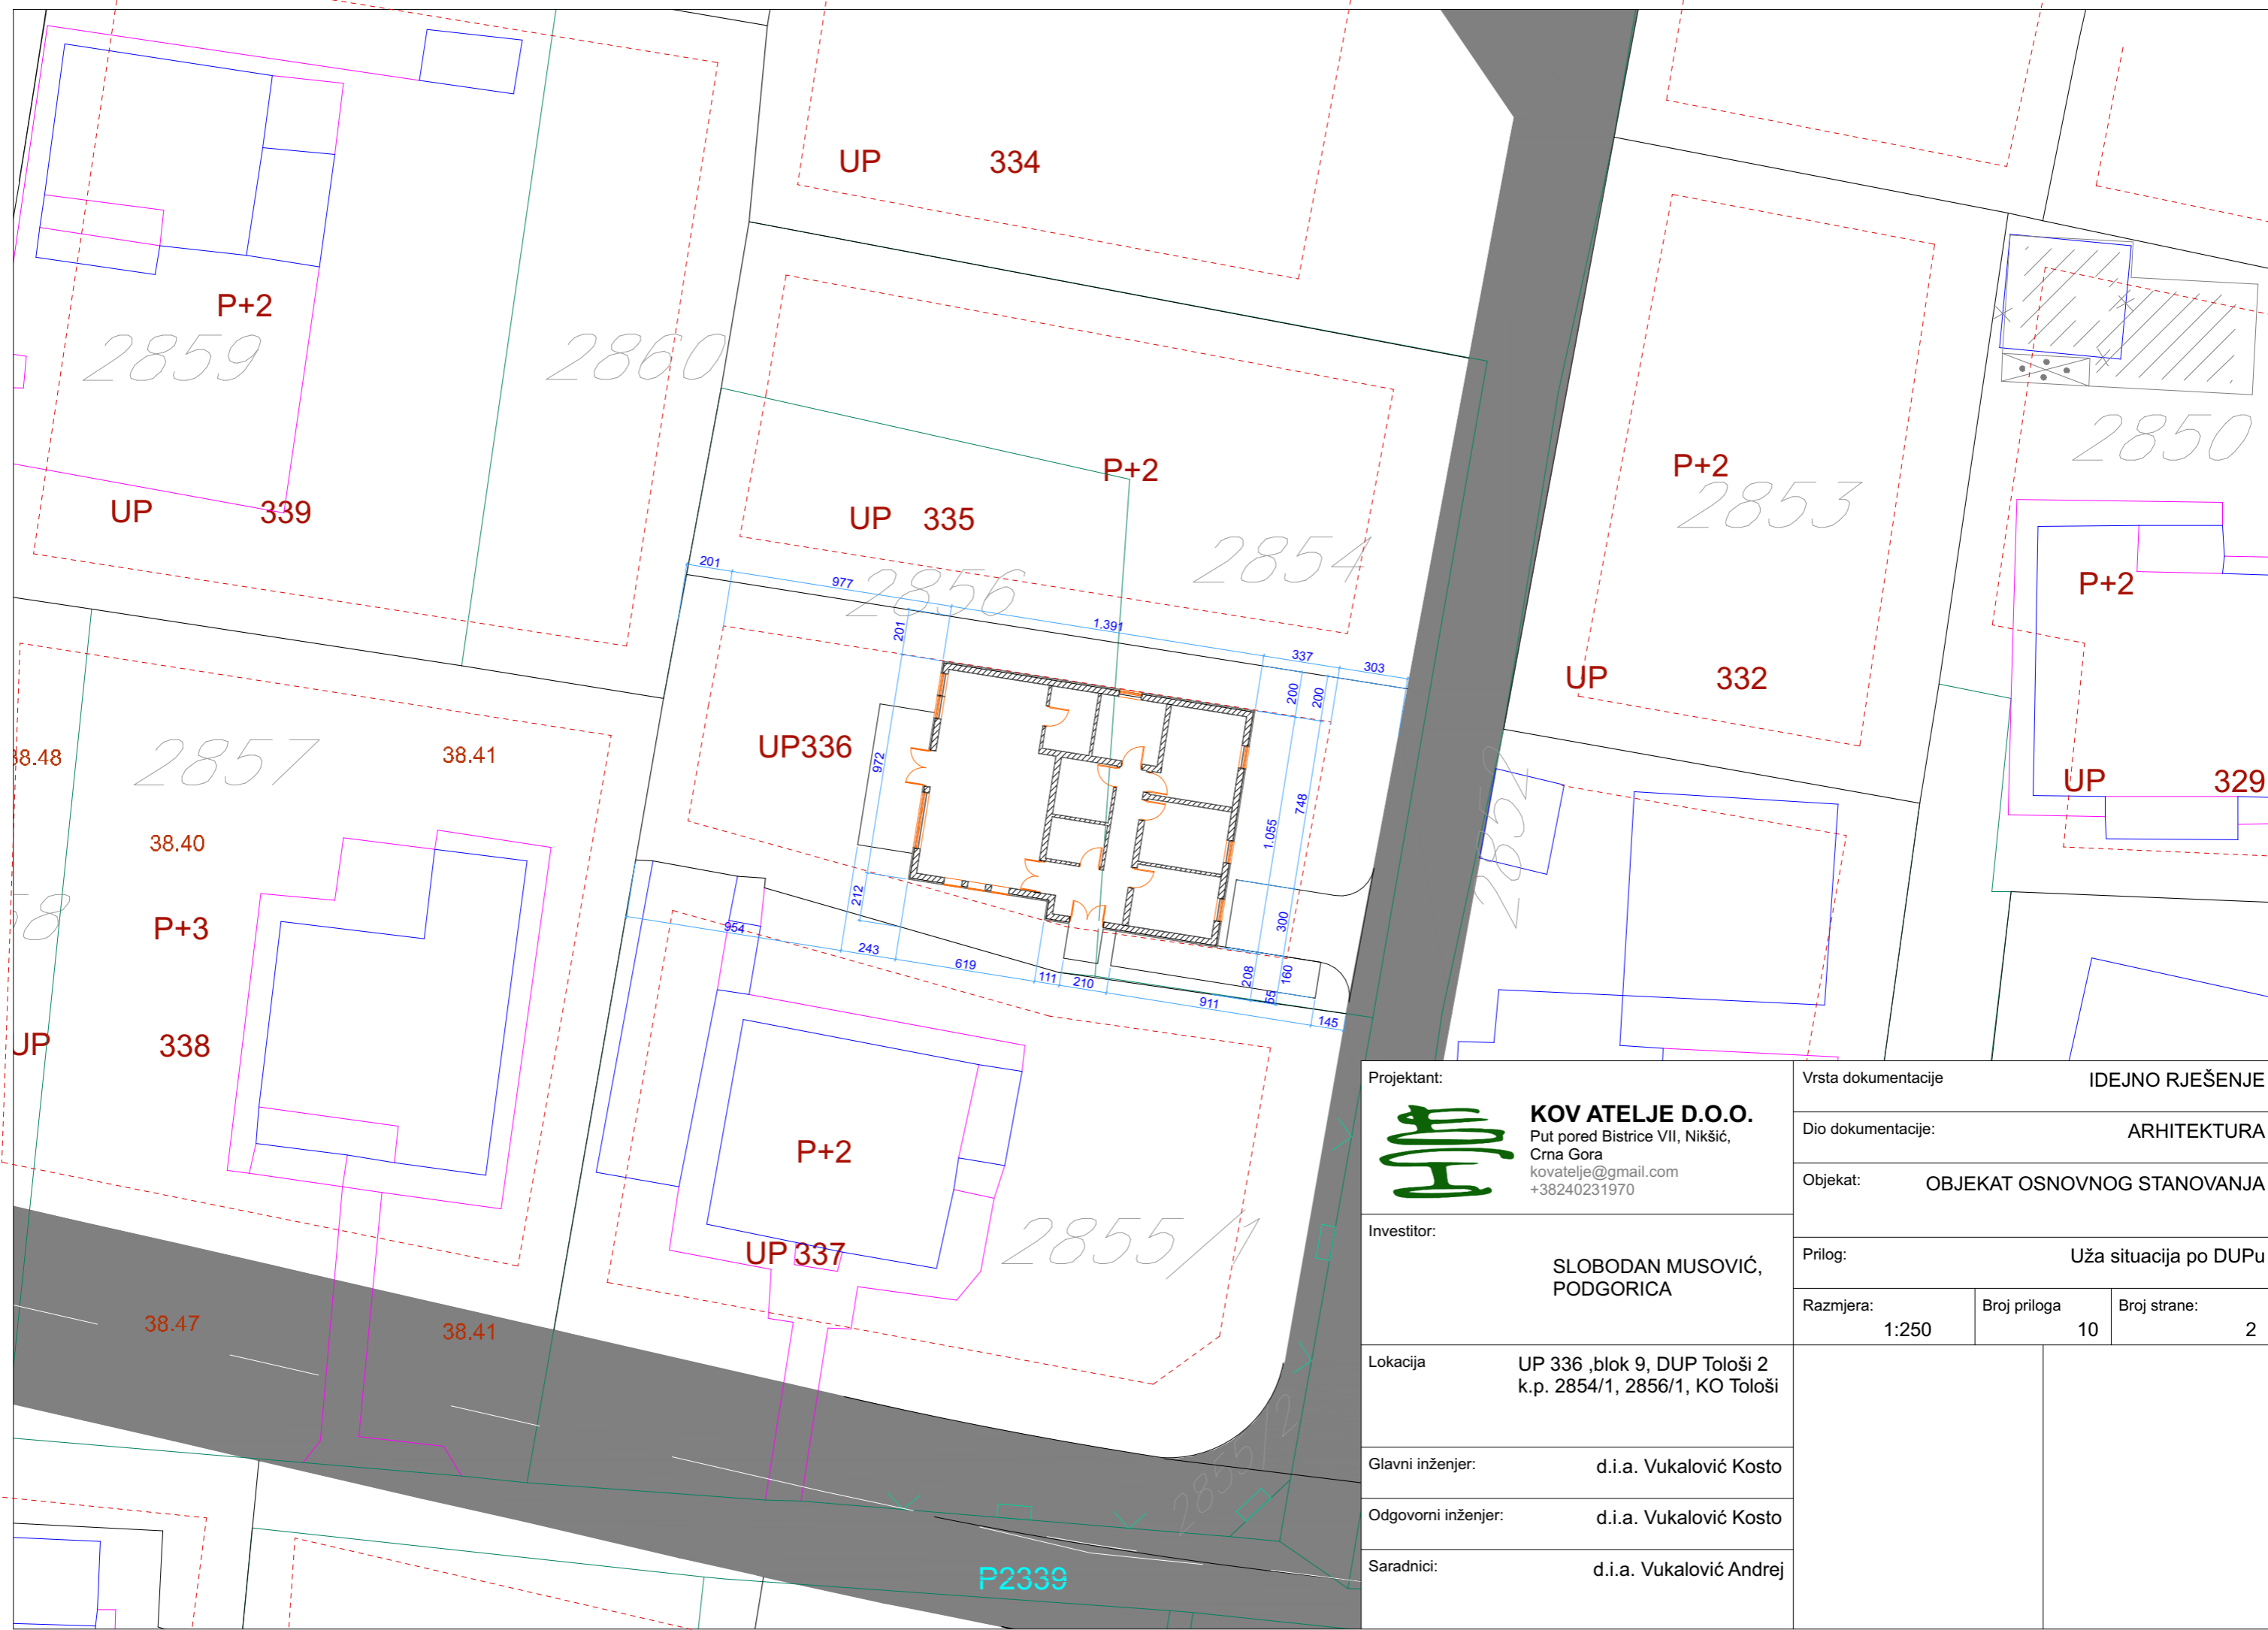 UP 334
P+2
2859
2860
UP 339
P+2
UP 335
2856
2854
P+2
2853
UP 332
2850
P+2
UP 329
201
977
1.391
337
303
201
200
200
UP336
972
748
1.055
212
300
954
243
619
111
210
208
160
55
911
145
2852
38.48
2857
38.41
38.40
58
P+3
UP 338
P+2
UP 337
2855/1
38.47
38.41
2855/2
P2339
Projektant:
KOV ATELJE D.O.O.
Put pored Bistrice VII, Nikšić,
Crna Gora
kovatelje@gmail.com
+38240231970
Investitor:
SLOBODAN MUSOVIĆ,
PODGORICA
Lokacija
UP 336 ,blok 9, DUP Tološi 2
k.p. 2854/1, 2856/1, KO Tološi
Glavni inženjer: d.i.a. Vukalović Kosto
Odgovorni inženjer: d.i.a. Vukalović Kosto
Saradnici: d.i.a. Vukalović Andrej
Vrsta dokumentacije IDEJNO RJEŠENJE
Dio dokumentacije: ARHITEKTURA
Objekat: OBJEKAT OSNOVNOG STANOVANJA
Prilog: Uža situacija po DUPu
Razmjera: Broj priloga Broj strane:
1:250 10 2